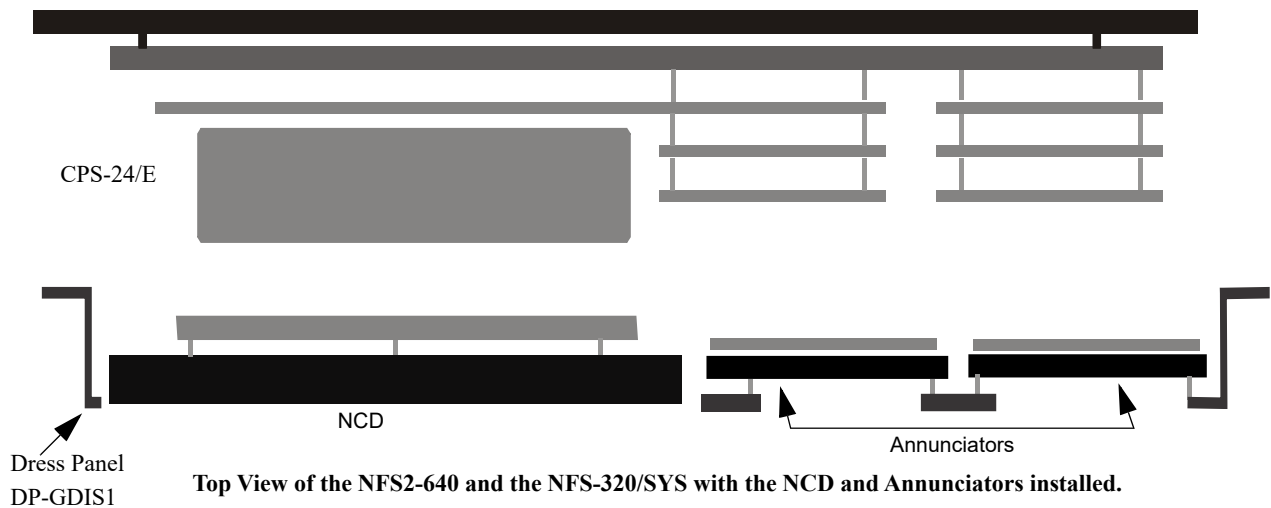 CPS-24/E
NCD
Annunciators
Dress Panel
DP-GDIS1
Top View of the NFS2-640 and the NFS-320/SYS with the NCD and Annunciators installed.